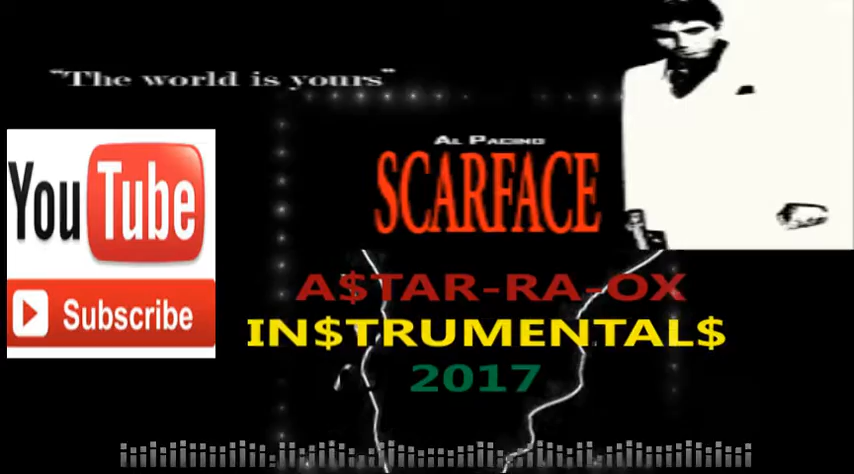 "The world is yours"
AL PACINO
SCARFACE
YouTube
Subscribe
A$TAR-RA-OX
IN$TRUMENTAL$
2017